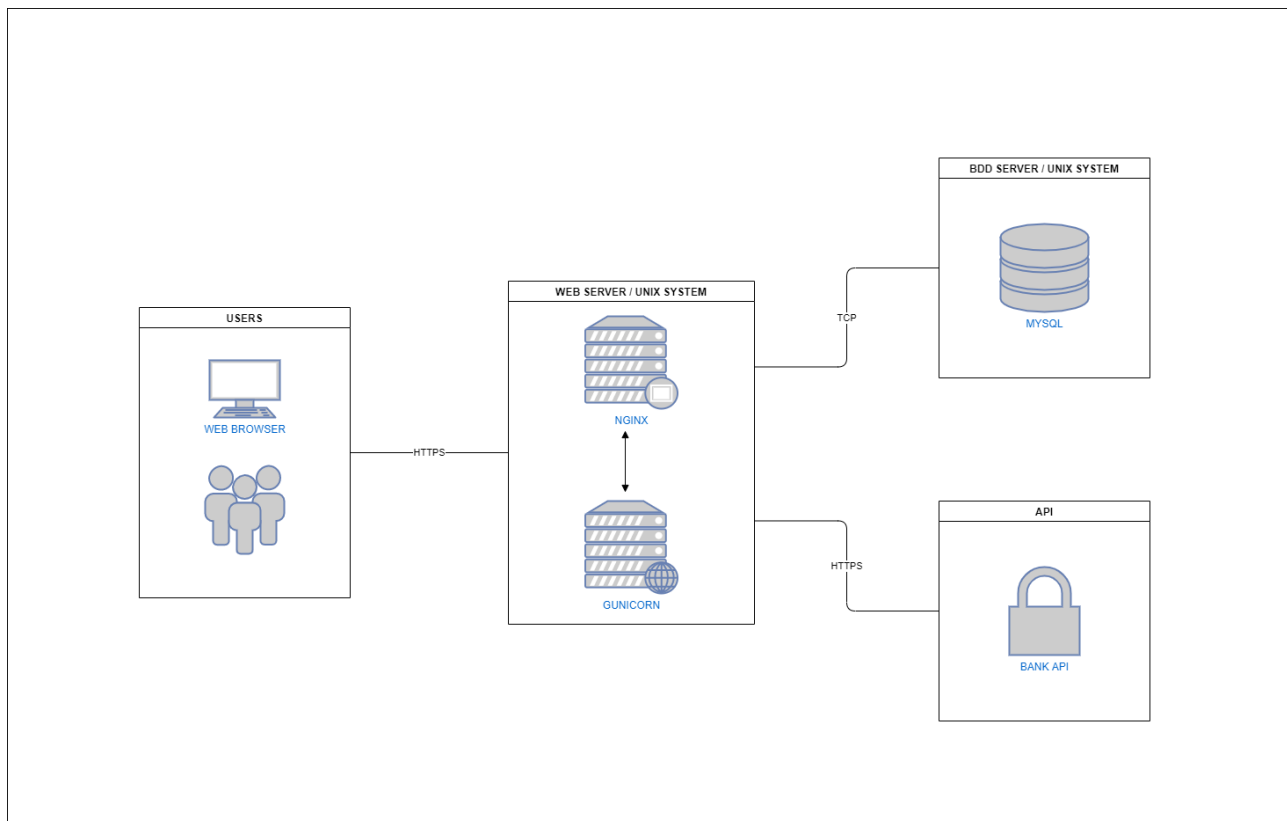 USERS
WEB BROWSER
HTTPS
WEB SERVER / UNIX SYSTEM
NGINX
GUNICORN
TCP
BDD SERVER / UNIX SYSTEM
MYSQL
HTTPS
API
BANK API